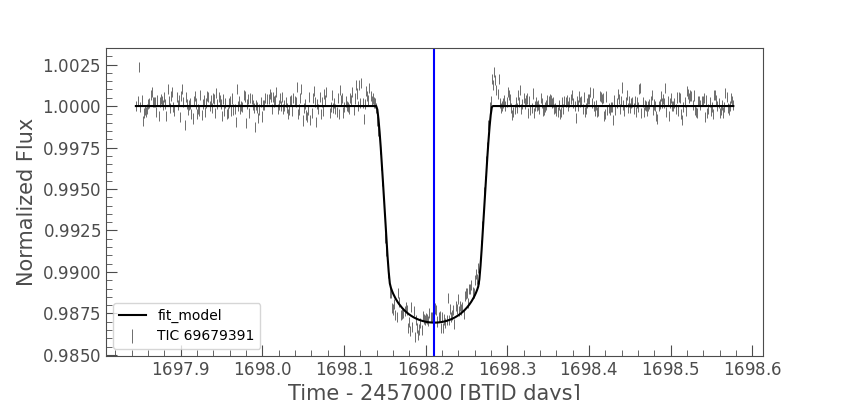 1.0025
1.0000
0.9975
0.9950
0.9925
0.9900
0.9875
0.9850
Normalized Flux
fit_model
TIC 69679391
1697.9 1698.0 1698.1 1698.2 1698.3 1698.4 1698.5 1698.6
Time - 2457000 [BTJD days]